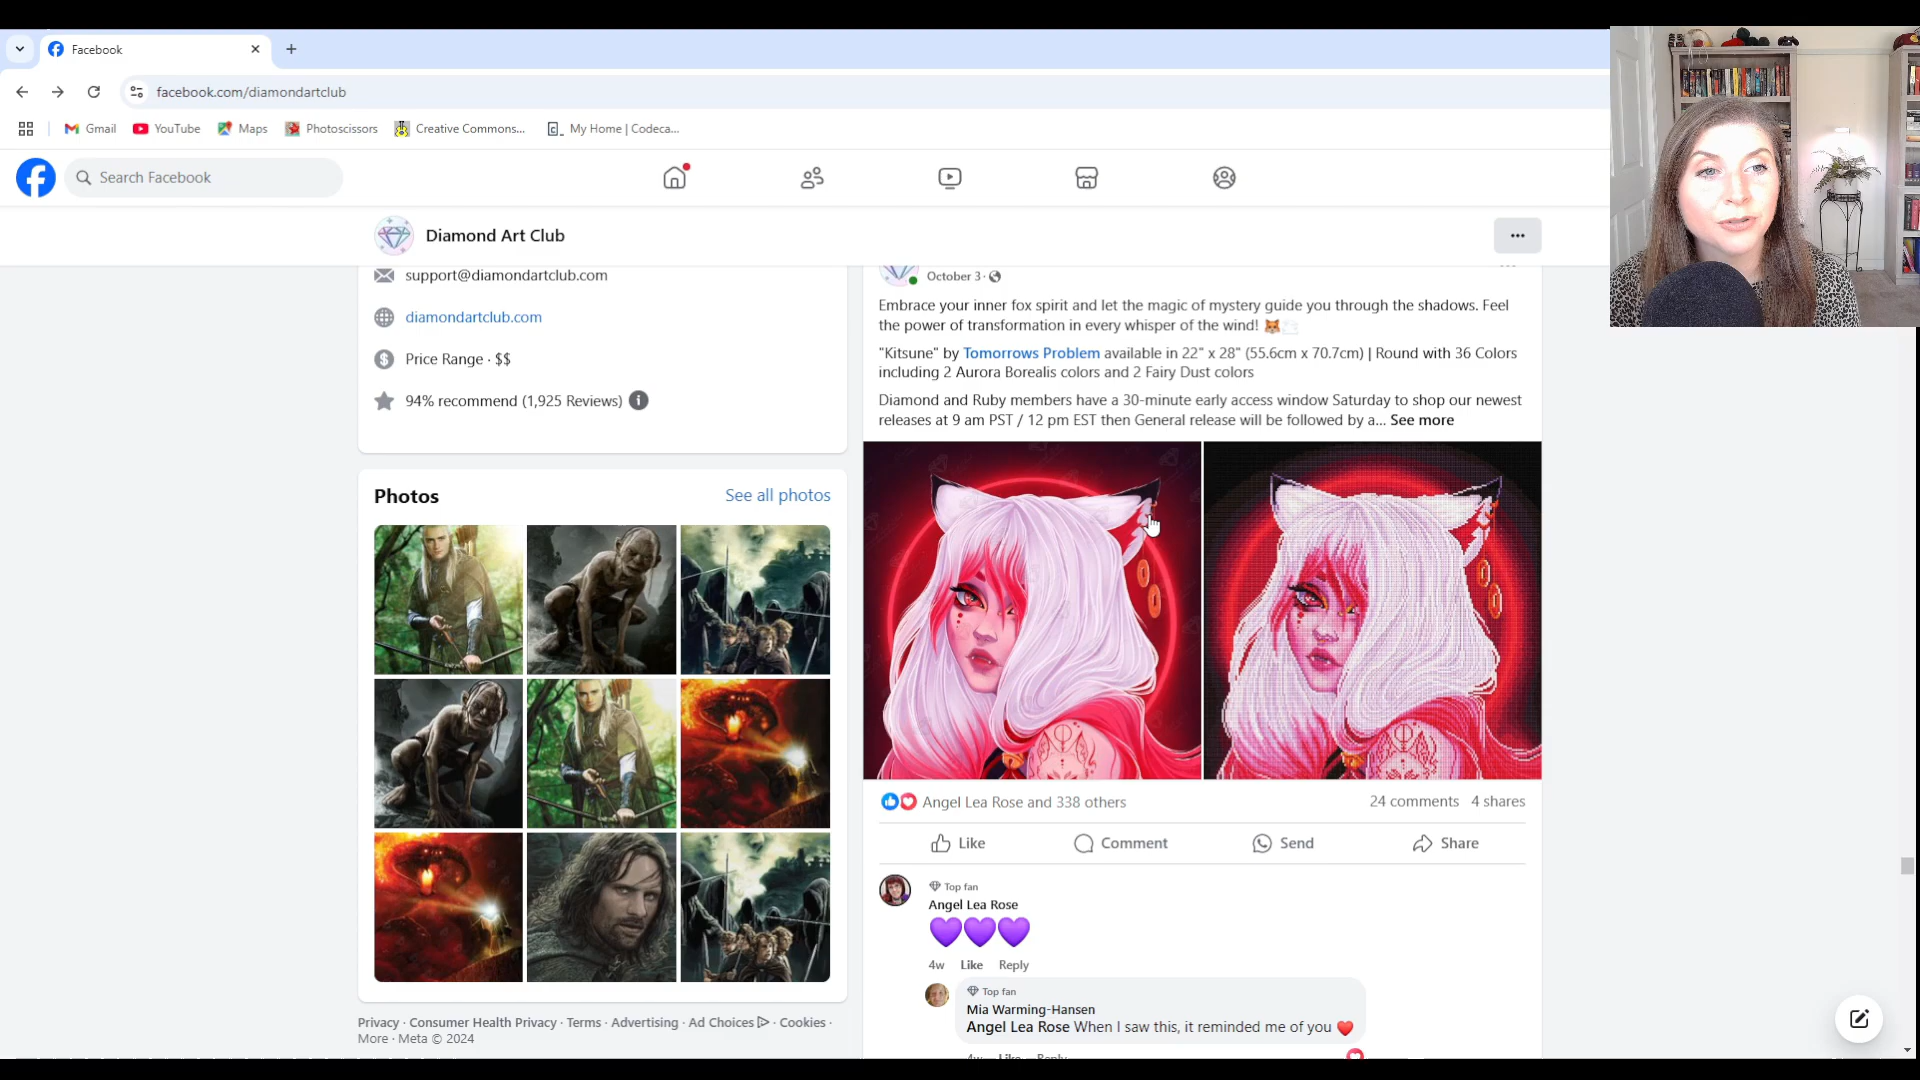 Facebook
facebook.com/diamondartclub
Gmail
YouTube
Maps
Photoscissors
Creative Commons...
My Home | Codeca...
Search Facebook
Diamond Art Club
support@diamondartclub.com
diamondartclub.com
Price Range · $$
94% recommend (1,925 Reviews)
Photos
See all photos
Privacy · Consumer Health Privacy · Terms · Advertising · Ad Choices · Cookies ·
More · Meta © 2024
October 3 ·
Embrace your inner fox spirit and let the magic of mystery guide you through the shadows. Feel
the power of transformation in every whisper of the wind! 🦊
"Kitsune" by Tomorrows Problem available in 22" x 28" (55.6cm x 70.7cm) | Round with 36 Colors
including 2 Aurora Borealis colors and 2 Fairy Dust colors
Diamond and Ruby members have a 30-minute early access window Saturday to shop our newest
releases at 9 am PST / 12 pm EST then General release will be followed by a... See more
Angel Lea Rose and 338 others
24 comments 4 shares
Like
Comment
Send
Share
Top fan
Angel Lea Rose
💜💜💜
4w Like Reply
Top fan
Mia Warming-Hansen
Angel Lea Rose When I saw this, it reminded me of you ❤️
4w Like Reply